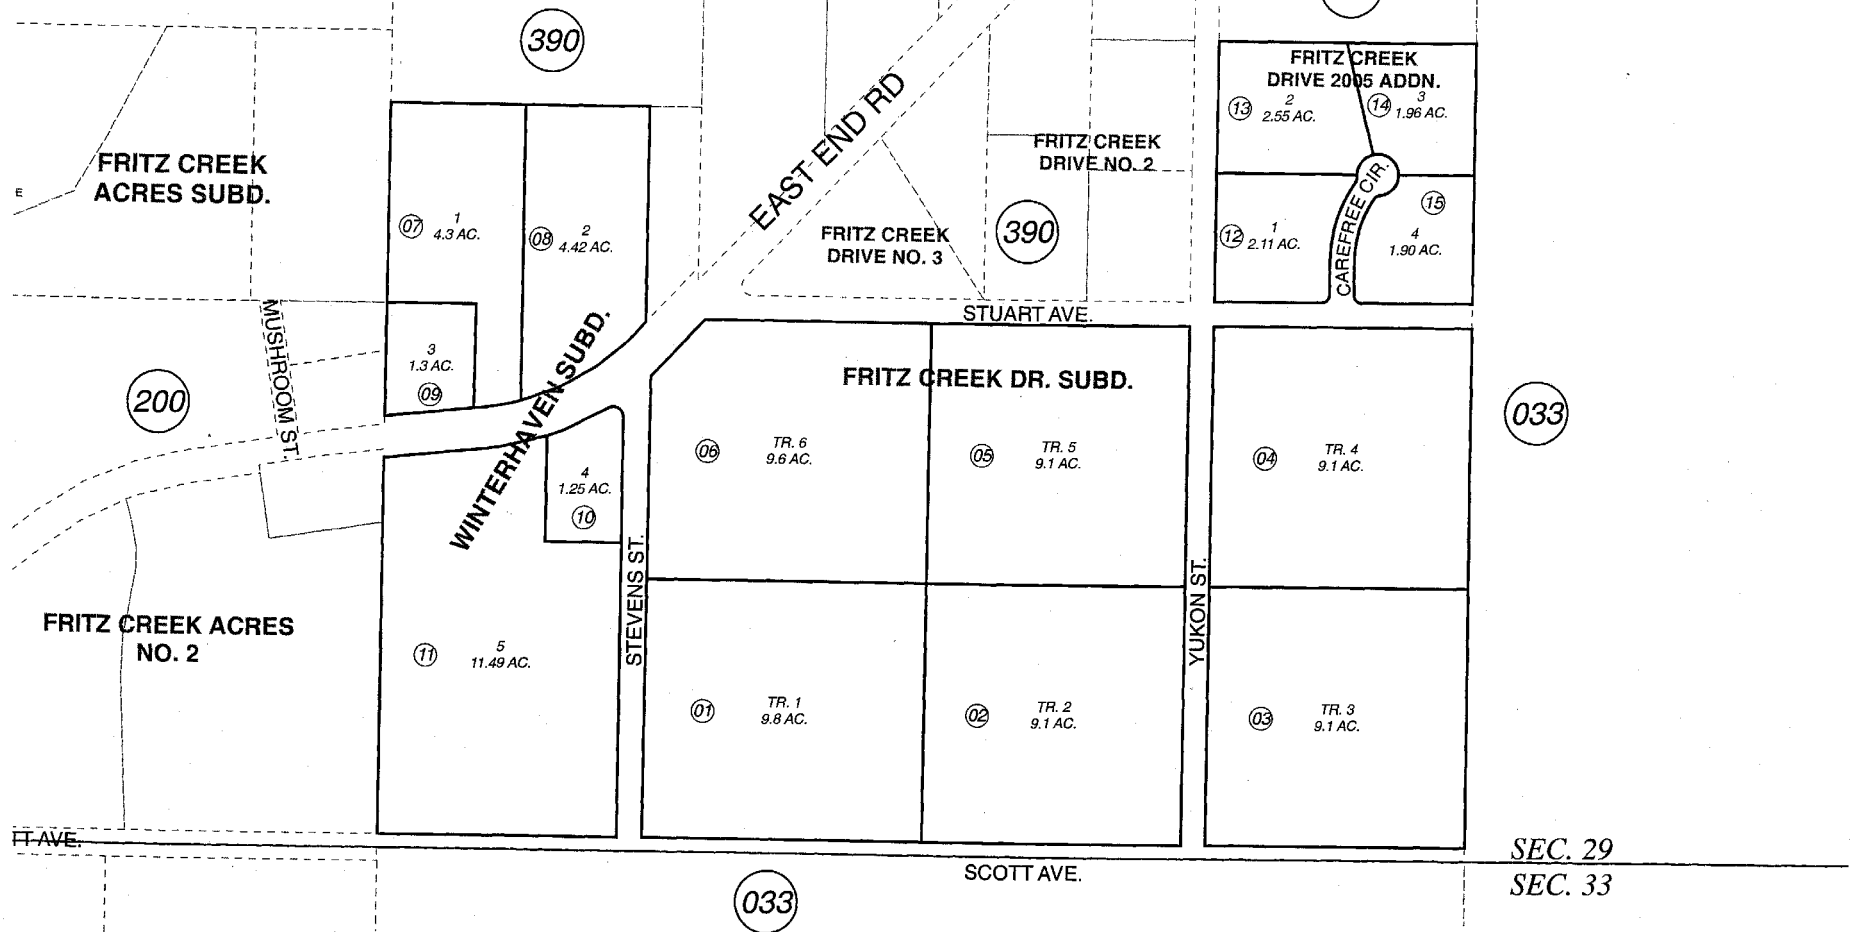 390
FRITZ CREEK
DRIVE 2005 ADDN.
13
2
2.55 AC.
14
3
1.96 AC.
EAST END RD
FRITZ CREEK
DRIVE NO. 2
FRITZ CREEK
ACRES SUBD.
E
07
1
4.3 AC.
08
2
4.42 AC.
FRITZ CREEK
DRIVE NO. 3
390
12
1
2.11 AC.
CAREFREE CIR.
15
4
1.90 AC.
STUART AVE.
MUSHROOM ST.
3
1.3 AC.
09
200
WINTERHAVEN SUBD.
FRITZ CREEK DR. SUBD.
033
06
TR. 6
9.6 AC.
05
TR. 5
9.1 AC.
04
TR. 4
9.1 AC.
4
1.25 AC.
10
STEVENS ST.
YUKON ST.
FRITZ CREEK ACRES
NO. 2
11
5
11.49 AC.
01
TR. 1
9.8 AC.
02
TR. 2
9.1 AC.
03
TR. 3
9.1 AC.
TT AVE.
SCOTT AVE.
SEC. 29
SEC. 33
033